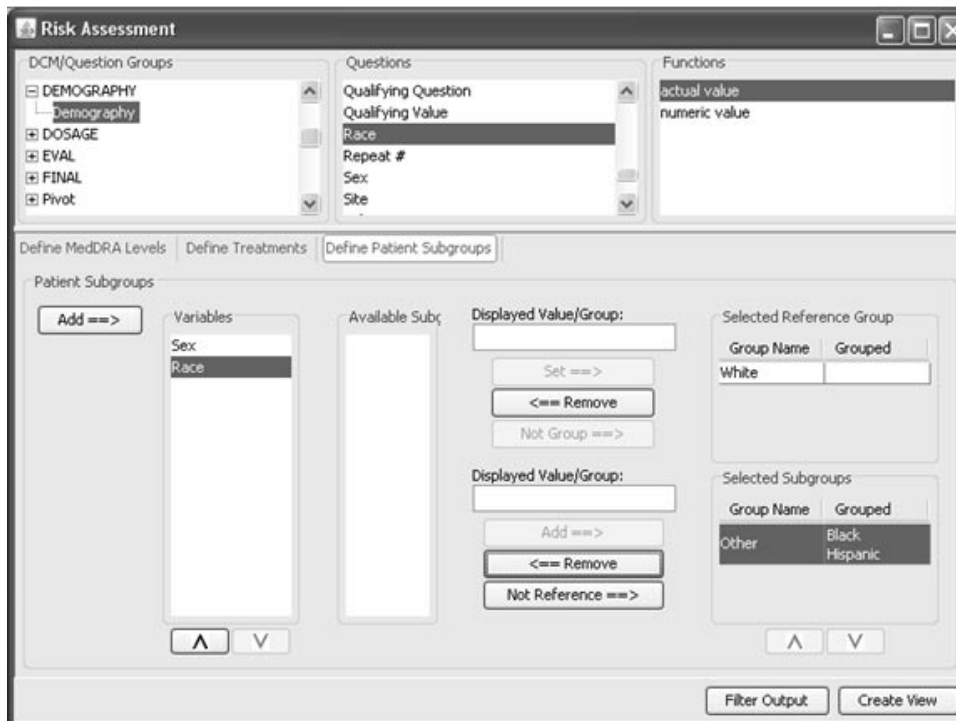 Risk Assessment
DCM/Question Groups
DEMOGRAPHY
Demography
DOSAGE
EVAL
FINAL
Pivot
Questions
Qualifying Question
Qualifying Value
Race
Repeat #
Sex
Site
Functions
actual value
numeric value
Define MedDRA Levels Define Treatments Define Patient Subgroups
Patient Subgroups
Add ==>
Variables
Sex
Race
Available Subg
Displayed Value/Group:
Set ==>
<== Remove
Not Group ==>
Displayed Value/Group:
Add ==>
<== Remove
Not Reference ==>
Selected Reference Group
Group Name Grouped
White
Selected Subgroups
Group Name Grouped
Other Black
Hispanic
Filter Output Create View